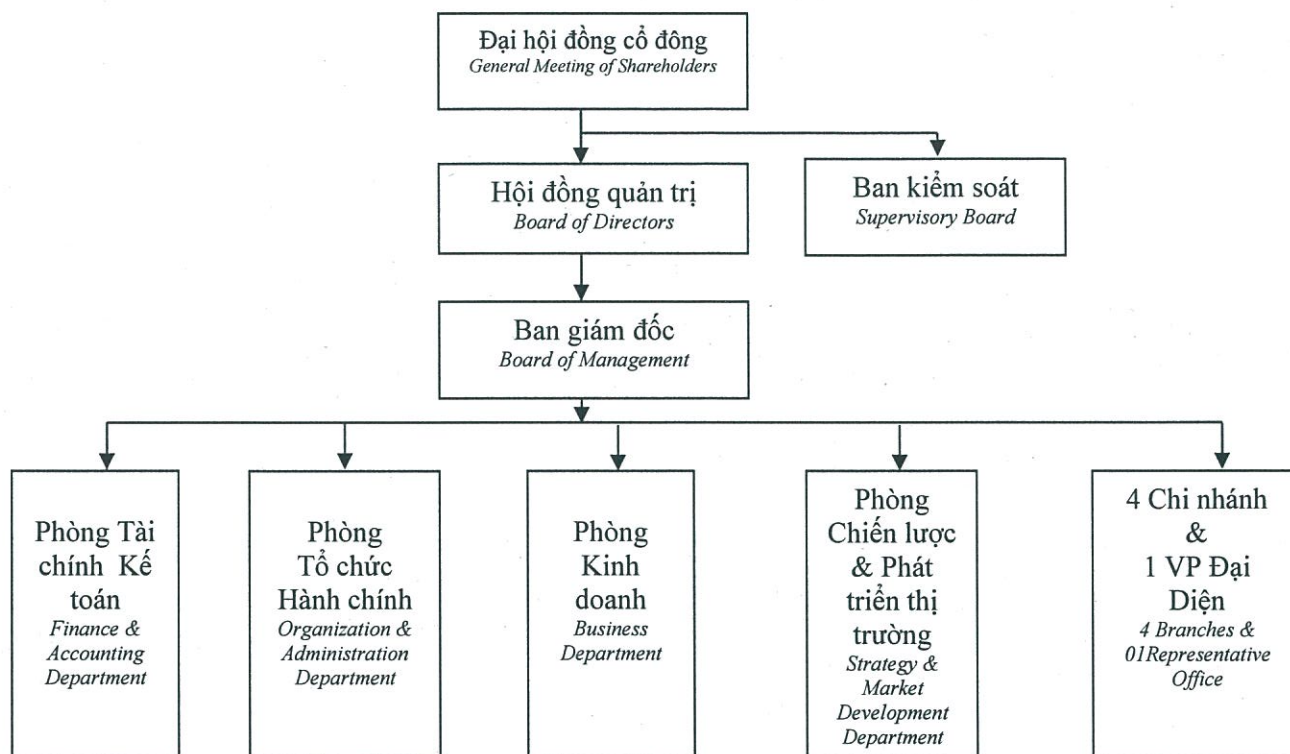 Đại hội đồng cổ đông
General Meeting of Shareholders
Hội đồng quản trị
Board of Directors
Ban kiểm soát
Supervisory Board
Ban giám đốc
Board of Management
Phòng Tài
chính Kế
toán
Finance &
Accounting
Department
Phòng
Tổ chức
Hành chính
Organization &
Administration
Department
Phòng
Kinh
doanh
Business
Department
Phòng
Chiến lược
& Phát
triển thị
trường
Strategy &
Market
Development
Department
4 Chi nhánh
&
1 VP Đại
Diện
4 Branches &
01Representative
Office